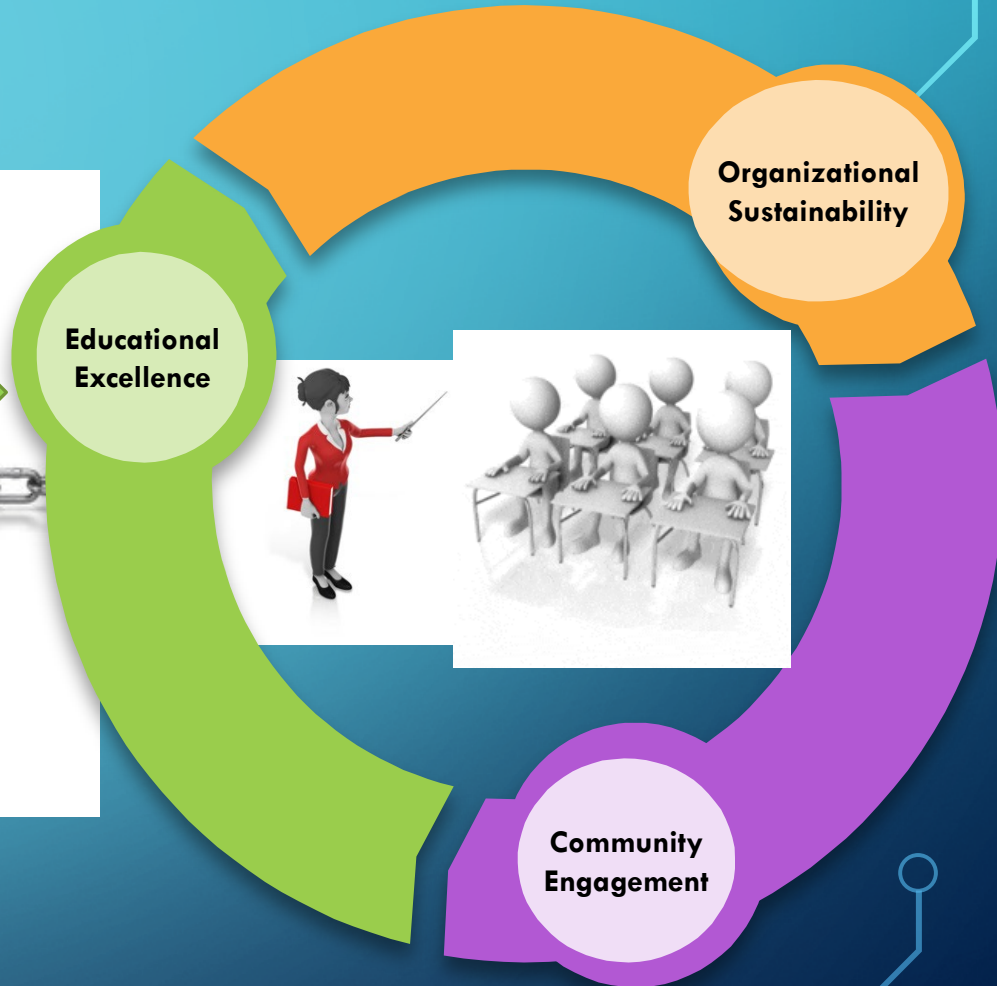 Organizational
Sustainability
Educational
Excellence
Community
Engagement